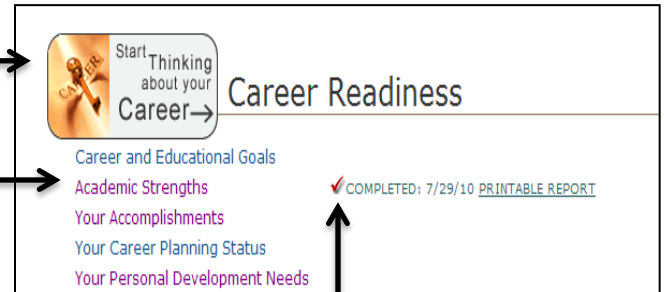 Start Thinking
about your
Career→
CAREER
Career Readiness
Career and Educational Goals
Academic Strengths ✓COMPLETED: 7/29/10 PRINTABLE REPORT
Your Accomplishments
Your Career Planning Status
Your Personal Development Needs